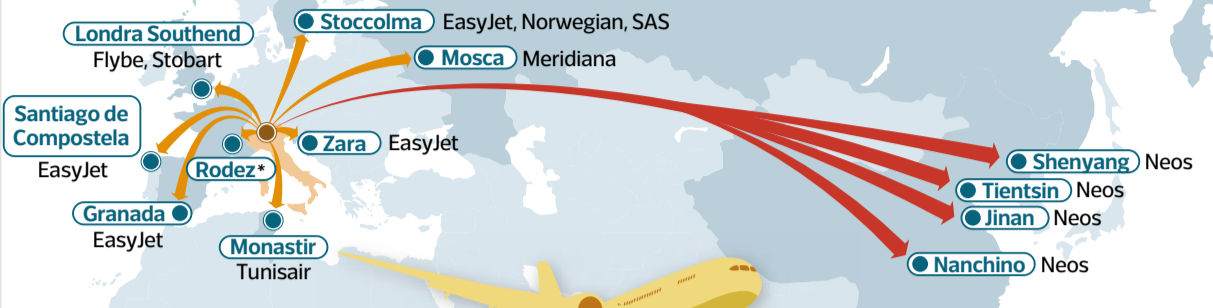 Londra Southend
Flybe, Stobart
Stoccolma EasyJet, Norwegian, SAS
Mosca Meridiana
Santiago de
Compostela
EasyJet
Rodez*
Zara EasyJet
Granada
EasyJet
Monastir
Tunisair
Shenyang Neos
Tientsin Neos
Jinan Neos
Nanchino Neos